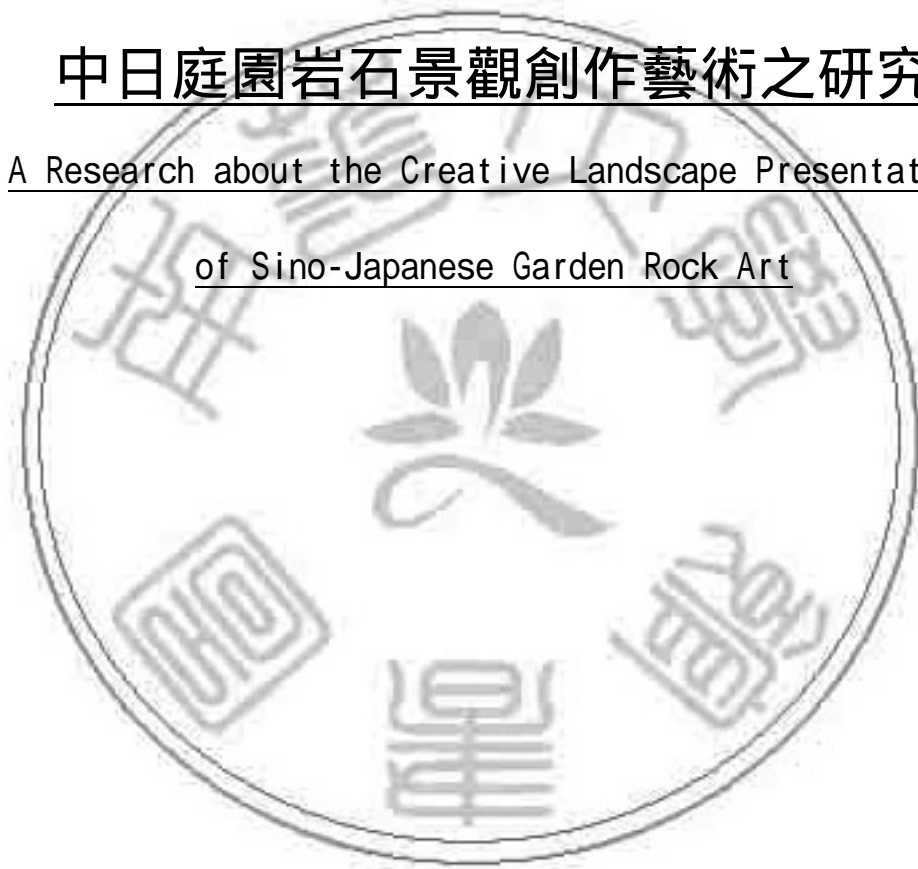 中日庭園岩石景觀創作藝術之研究
A Research about the Creative Landscape Presentat
of Sino-Japanese Garden Rock Art